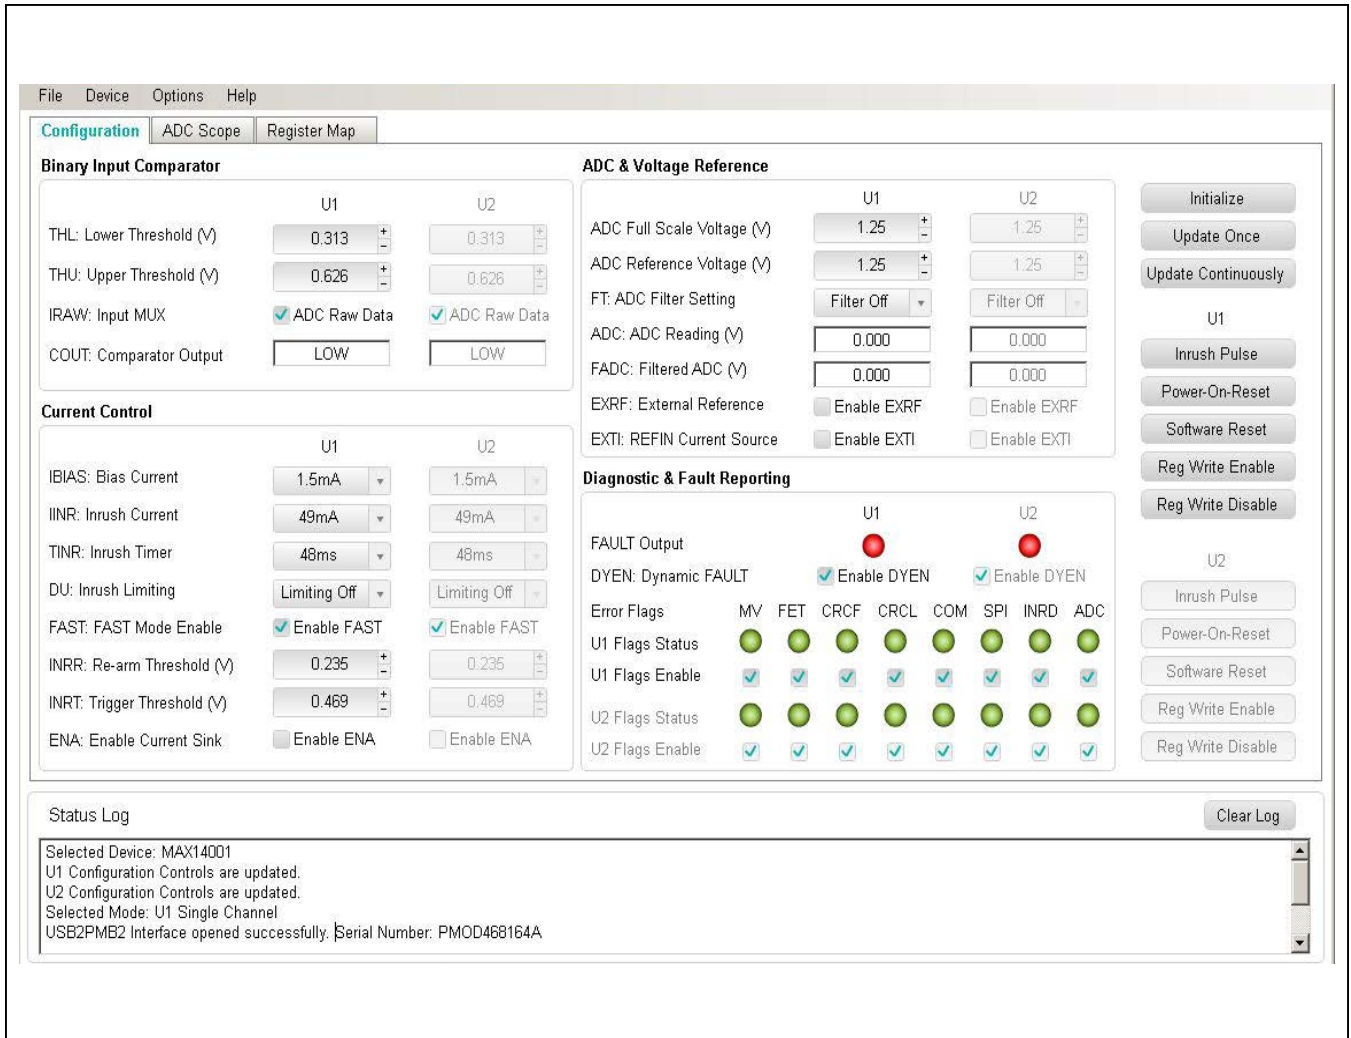 File Device Options Help
Configuration ADC Scope Register Map
Binary Input Comparator
U1 U2
THL: Lower Threshold (V) 0.313 0.313
THU: Upper Threshold (V) 0.626 0.626
IRAW: Input MUX ADC Raw Data ADC Raw Data
COUT: Comparator Output LOW LOW
Current Control
U1 U2
IBIAS: Bias Current 1.5mA 1.5mA
IINR: Inrush Current 49mA 49mA
TINR: Inrush Timer 48ms 48ms
DU: Inrush Limiting Limiting Off Limiting Off
FAST: FAST Mode Enable Enable FAST Enable FAST
INRR: Re-arm Threshold (V) 0.235 0.235
INRT: Trigger Threshold (V) 0.469 0.469
ENA: Enable Current Sink Enable ENA Enable ENA
ADC & Voltage Reference
U1 U2
ADC Full Scale Voltage (V) 1.25 1.25
ADC Reference Voltage (V) 1.25 1.25
FT: ADC Filter Setting Filter Off Filter Off
ADC: ADC Reading (V) 0.000 0.000
FADC: Filtered ADC (V) 0.000 0.000
EXRF: External Reference Enable EXRF Enable EXRF
EXTI: REFIN Current Source Enable EXTI Enable EXTI
Diagnostic & Fault Reporting
U1 U2
FAULT Output
DYEN: Dynamic FAULT Enable DYEN Enable DYEN
Error Flags MV FET CRCF CRCL COM SPI INRD ADC
U1 Flags Status
U1 Flags Enable
U2 Flags Status
U2 Flags Enable
Initialize
Update Once
Update Continuously
U1
Inrush Pulse
Power-On-Reset
Software Reset
Reg Write Enable
Reg Write Disable
U2
Inrush Pulse
Power-On-Reset
Software Reset
Reg Write Enable
Reg Write Disable
Status Log Clear Log
Selected Device: MAX14001
U1 Configuration Controls are updated.
U2 Configuration Controls are updated.
Selected Mode: U1 Single Channel
USB2PMB2 Interface opened successfully. Serial Number: PMOD468164A